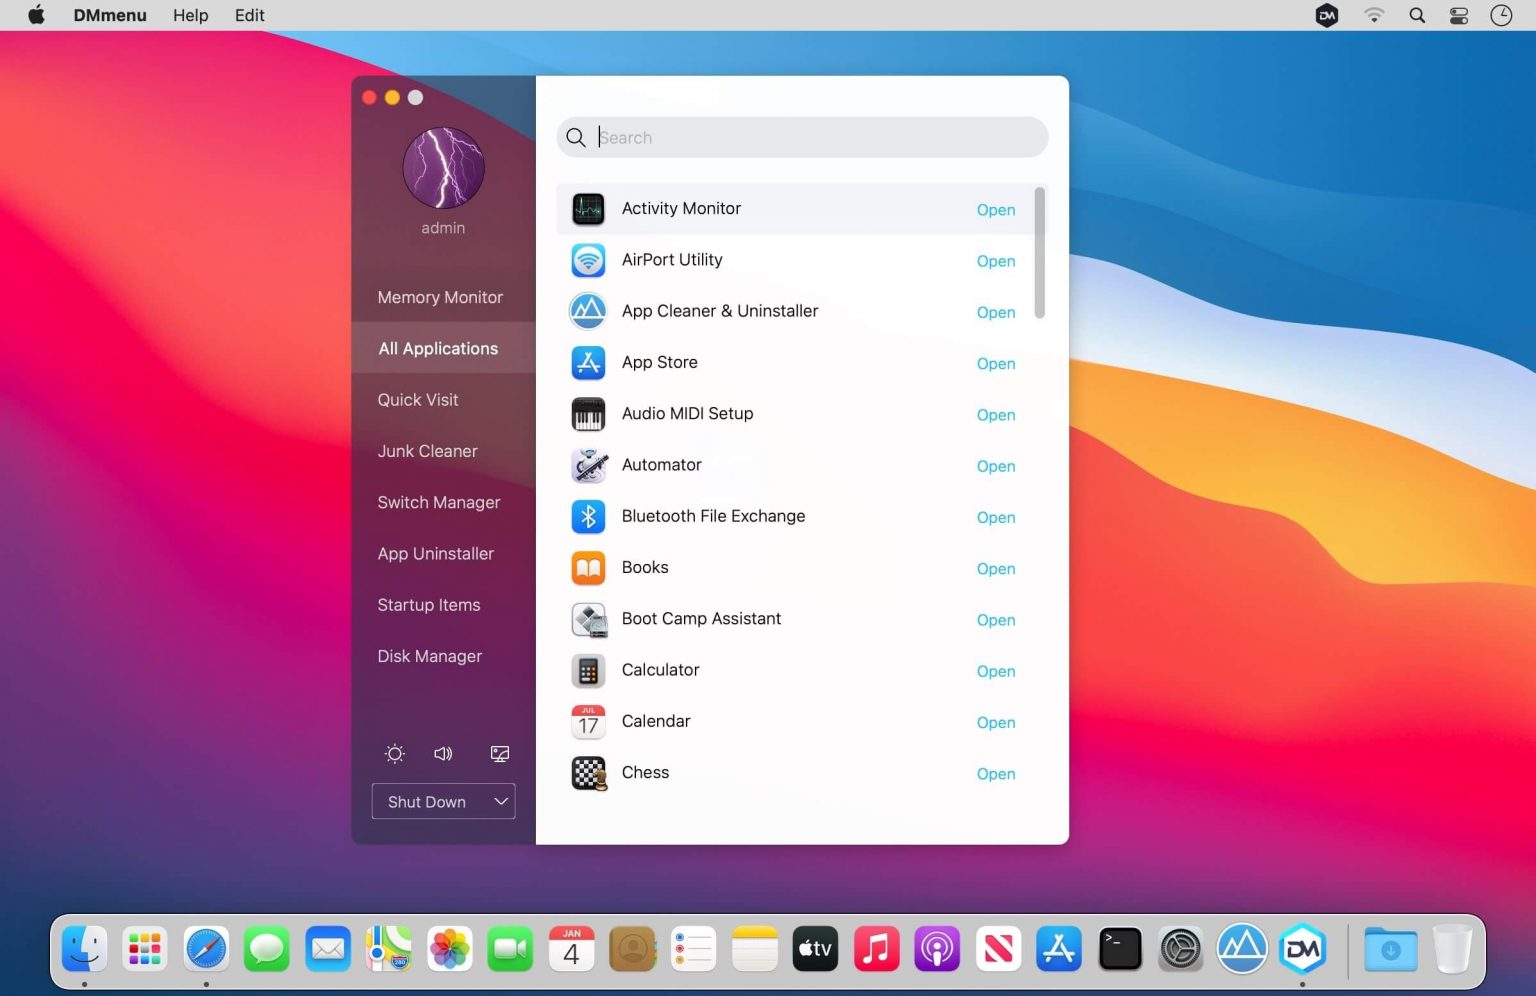 DMmenu Help Edit
DM
admin
Memory Monitor
All Applications
Quick Visit
Junk Cleaner
Switch Manager
App Uninstaller
Startup Items
Disk Manager
Shut Down
Search
Activity Monitor Open
AirPort Utility Open
App Cleaner & Uninstaller Open
App Store Open
Audio MIDI Setup Open
Automator Open
Bluetooth File Exchange Open
Books Open
Boot Camp Assistant Open
Calculator Open
JUL
17
Calendar Open
Chess Open
280
JAN
4
tv
>_
DM